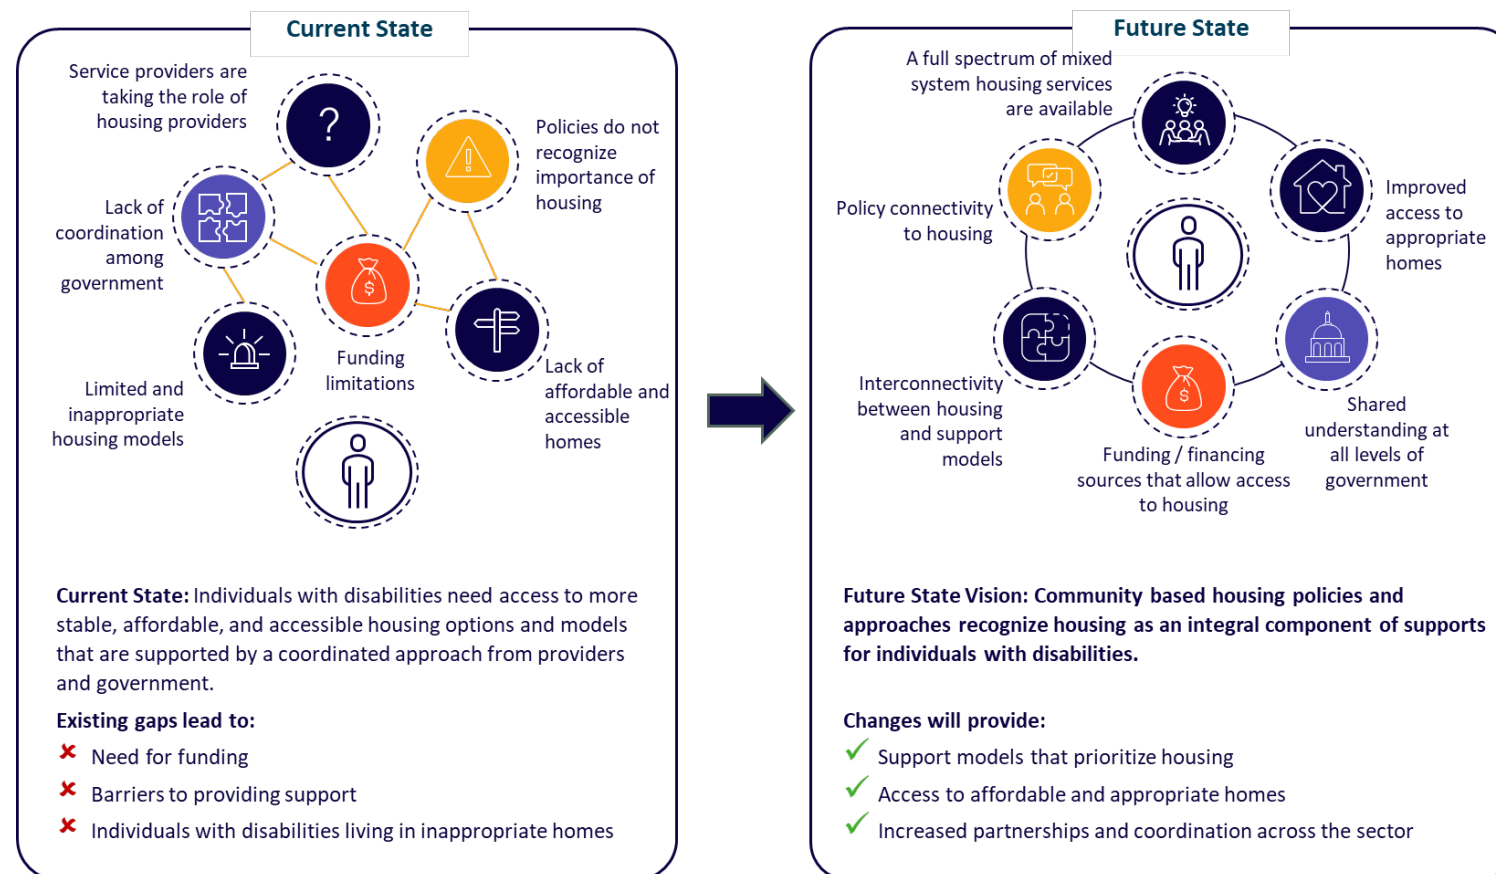 Current State
Service providers are
taking the role of
housing providers
?
!
Policies do not
recognize
importance of
housing
Lack of
coordination
among
government
$
Funding
limitations
Limited and
inappropriate
housing models
Lack of
affordable and
accessible
homes
Current State: Individuals with disabilities need access to more
stable, affordable, and accessible housing options and models
that are supported by a coordinated approach from providers
and government.
Existing gaps lead to:
Need for funding
Barriers to providing support
Individuals with disabilities living in inappropriate homes
Future State
A full spectrum of mixed
system housing services
are available
Improved
access to
appropriate
homes
Policy connectivity
to housing
Interconnectivity
between housing
and support
models
$
Funding / financing
sources that allow access
to housing
Shared
understanding at
all levels of
government
Future State Vision: Community based housing policies and
approaches recognize housing as an integral component of supports
for individuals with disabilities.
Changes will provide:
Support models that prioritize housing
Access to affordable and appropriate homes
Increased partnerships and coordination across the sector